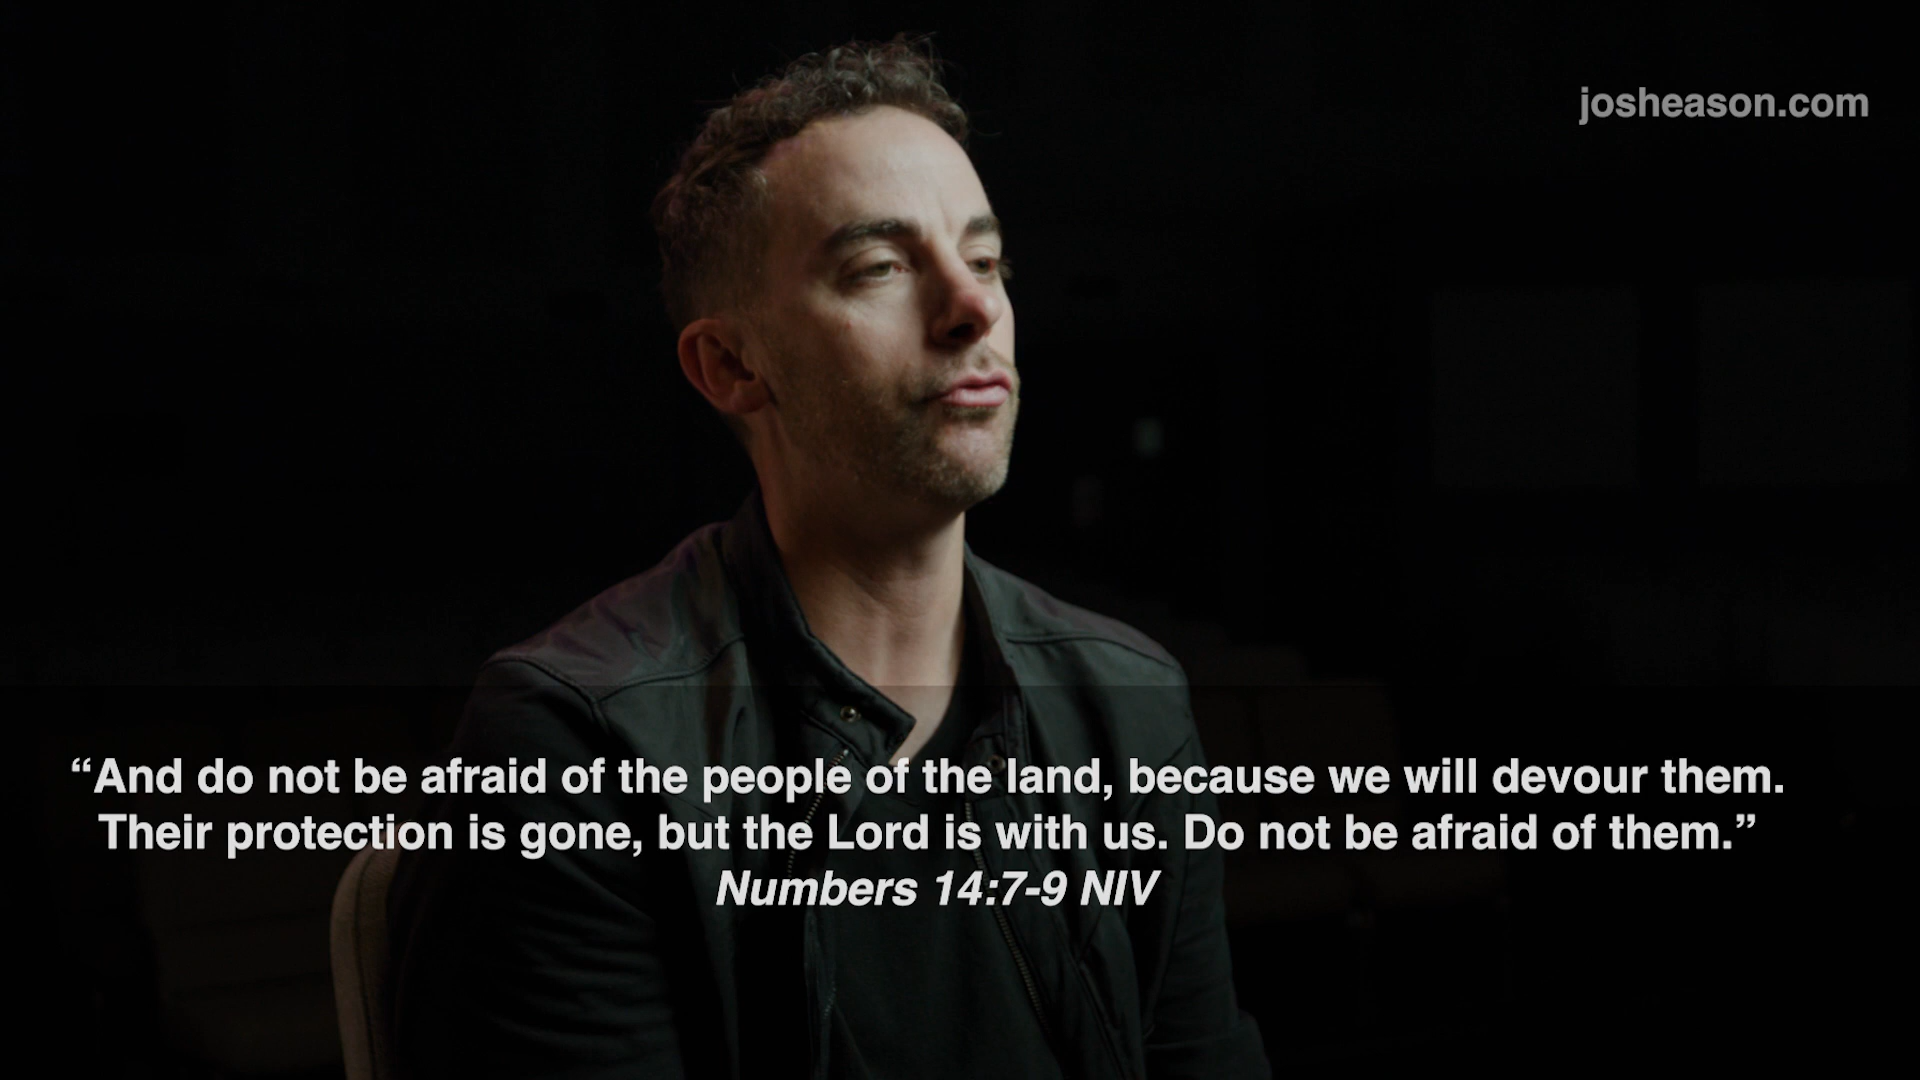 josheason.com
“And do not be afraid of the people of the land, because we will devour them.
Their protection is gone, but the Lord is with us. Do not be afraid of them.”
Numbers 14:7-9 NIV